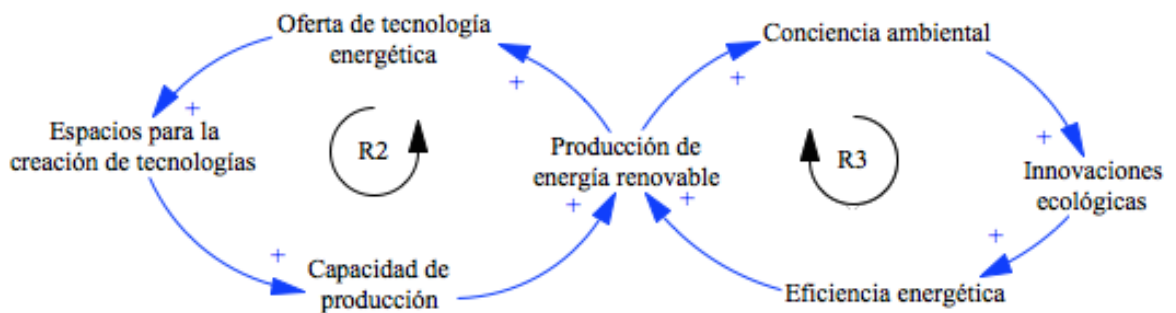 Oferta de tecnología
energética
+
+
Espacios para la
creación de tecnologías
R2
+
Capacidad de
producción
+
Producción de
energía renovable
Conciencia ambiental
+
+
R3
Innovaciones
ecológicas
+
Eficiencia energética
+